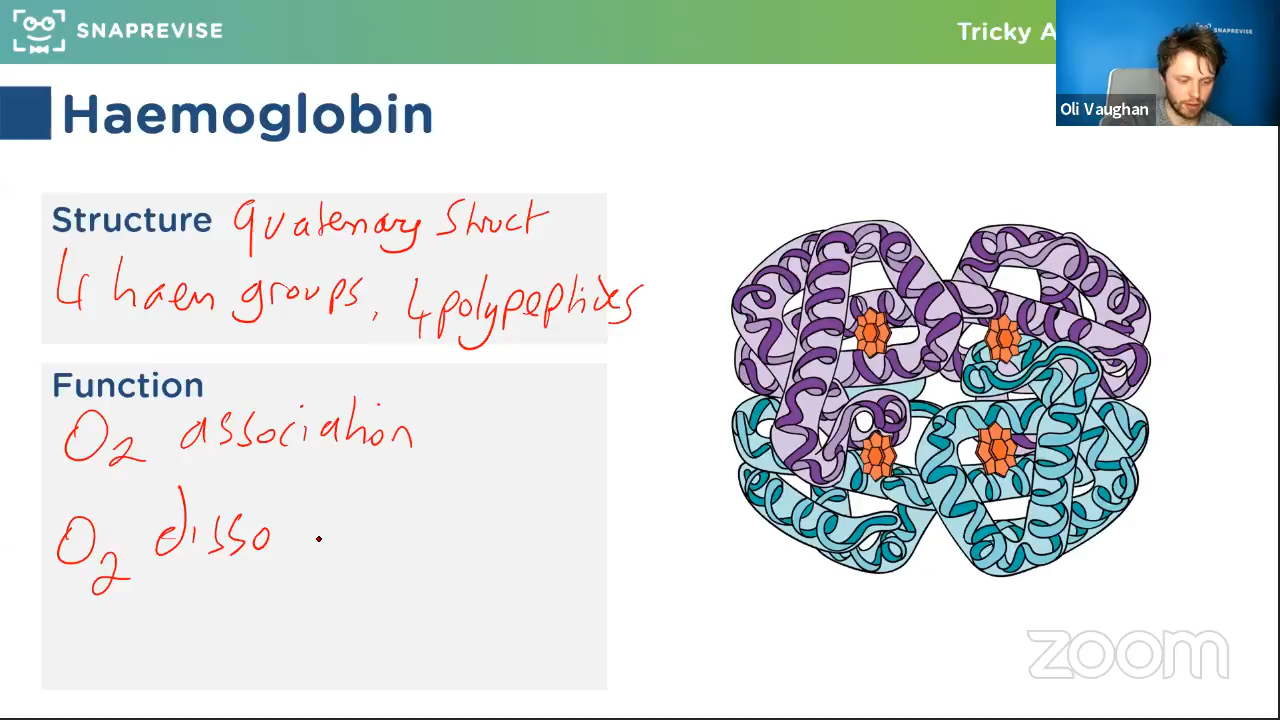 SNAPREVISE
Tricky A
SNAPREVISE
Oli Vaughan
Haemoglobin
Structure Quaternary Struct
4 haem groups, 4 polypeptides
Function
O2 association
O2 disso
zoom